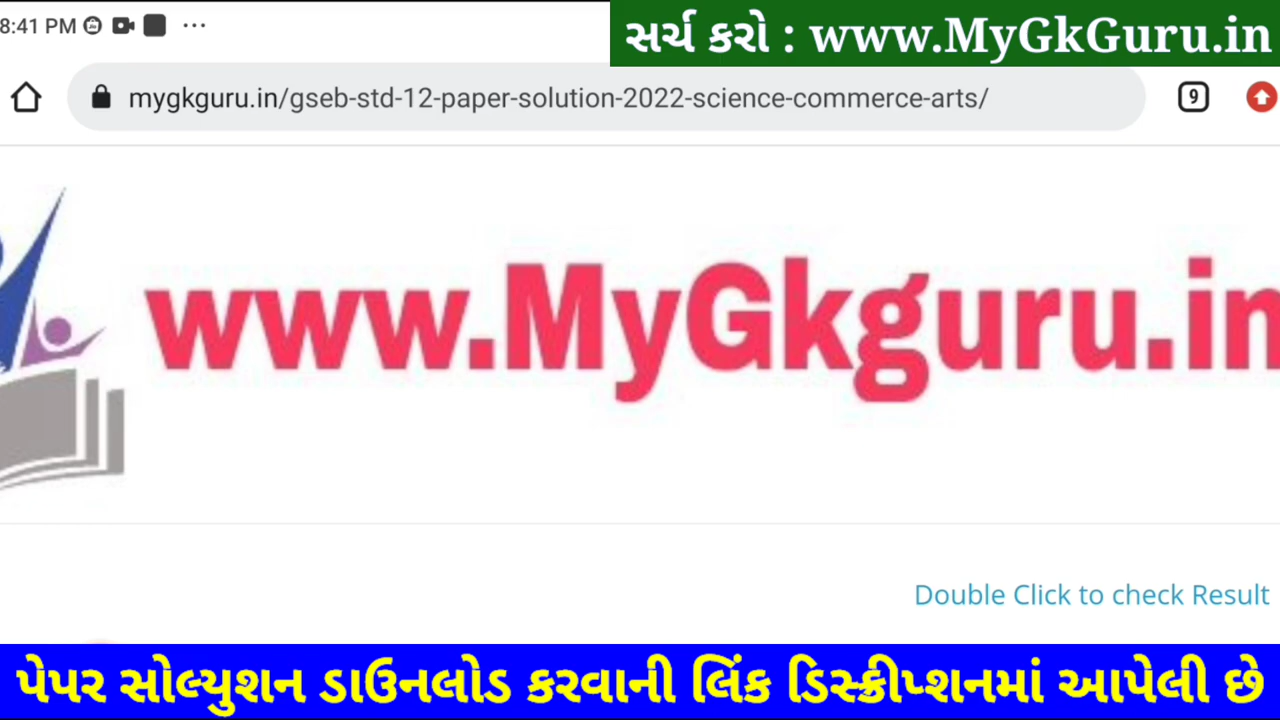 8:41 PM
સર્ચ કરો : www.MyGkGuru.in
mygkguru.in/gseb-std-12-paper-solution-2022-science-commerce-arts/
9
www.MyGkguru.in
Double Click to check Result
પેપર સોલ્યુશન ડાઉનલોડ કરવાની લિંક ડિસ્ક્રીપ્શનમાં આપેલી છે